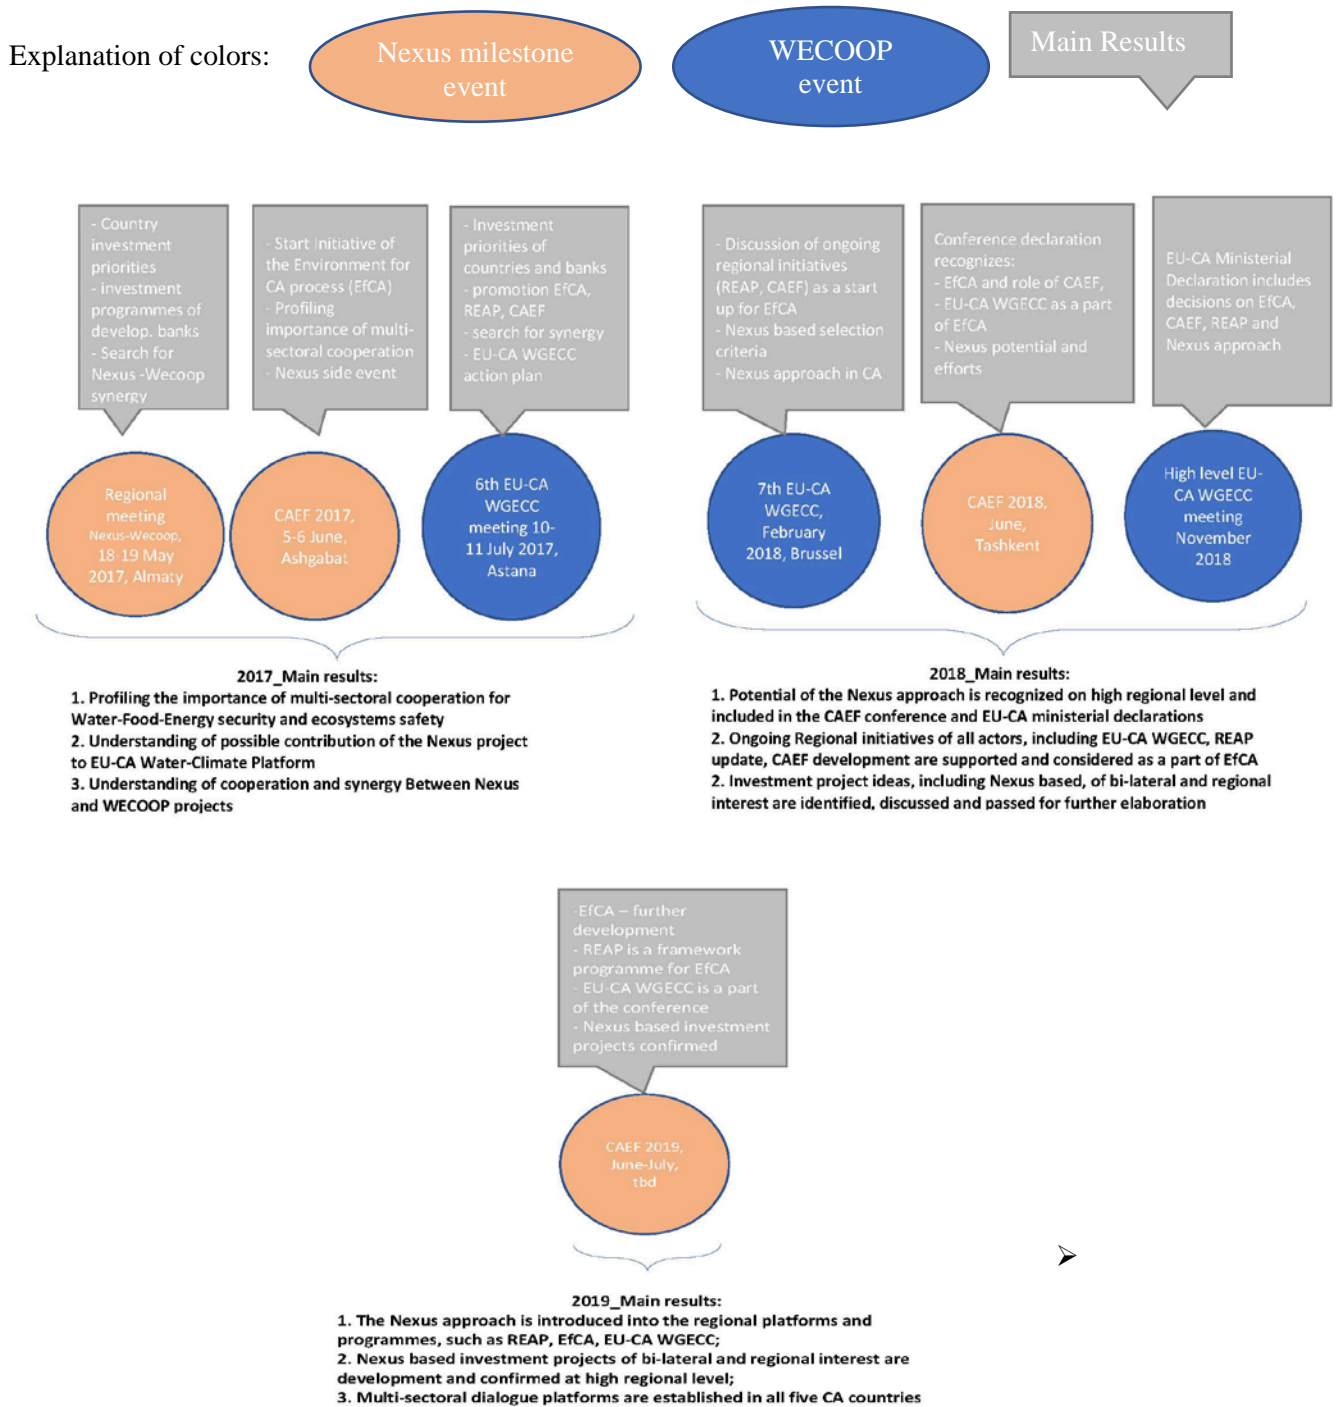 Explanation of colors:
Nexus milestone
event
WECOOP
event
Main Results
- Country
investment
priorities
- investment
programmes of
develop. banks
- Search for
Nexus -Wecoop
synergy
- Start Initiative of
the Environment for
CA process (EfCA)
- Profiling
importance of multi-
sectoral cooperation
- Nexus side event
- Investment
priorities of
countries and banks
- promotion EfCA,
REAP, CAEF
- search for synergy
- EU-CA WGECC
action plan
- Discussion of ongoing
regional initiatives
(REAP, CAEF) as a start
up for EfCA
- Nexus based selection
criteria
- Nexus approach in CA
Conference declaration
recognizes:
- EfCA and role of CAEF,
- EU-CA WGECC as a part
of EfCA
- Nexus potential and
efforts
EU-CA Ministerial
Declaration includes
decisions on EfCA,
CAEF, REAP and
Nexus approach
Regional
meeting
Nexus-Wecoop,
18-19 May
2017, Almaty
CAEF 2017,
5-6 June,
Ashgabat
6th EU-CA
WGECC
meeting 10-
11 July 2017,
Astana
7th EU-CA
WGECC,
February
2018, Brussel
CAEF 2018,
June,
Tashkent
High level EU-
CA WGECC
meeting
November
2018
2017_Main results:
1. Profiling the importance of multi-sectoral cooperation for
Water-Food-Energy security and ecosystems safety
2. Understanding of possible contribution of the Nexus project
to EU-CA Water-Climate Platform
3. Understanding of cooperation and synergy Between Nexus
and WECOOP projects
2018_Main results:
1. Potential of the Nexus approach is recognized on high regional level and
included in the CAEF conference and EU-CA ministerial declarations
2. Ongoing Regional initiatives of all actors, including EU-CA WGECC, REAP
update, CAEF development are supported and considered as a part of EfCA
2. Investment project ideas, including Nexus based, of bi-lateral and regional
interest are identified, discussed and passed for further elaboration
-EfCA – further
development
- REAP is a framework
programme for EfCA
- EU-CA WGECC is a part
of the conference
- Nexus based investment
projects confirmed
CAEF 2019,
June-July,
tbd
2019_Main results:
1. The Nexus approach is introduced into the regional platforms and
programmes, such as REAP, EfCA, EU-CA WGECC;
2. Nexus based investment projects of bi-lateral and regional interest are
development and confirmed at high regional level;
3. Multi-sectoral dialogue platforms are established in all five CA countries